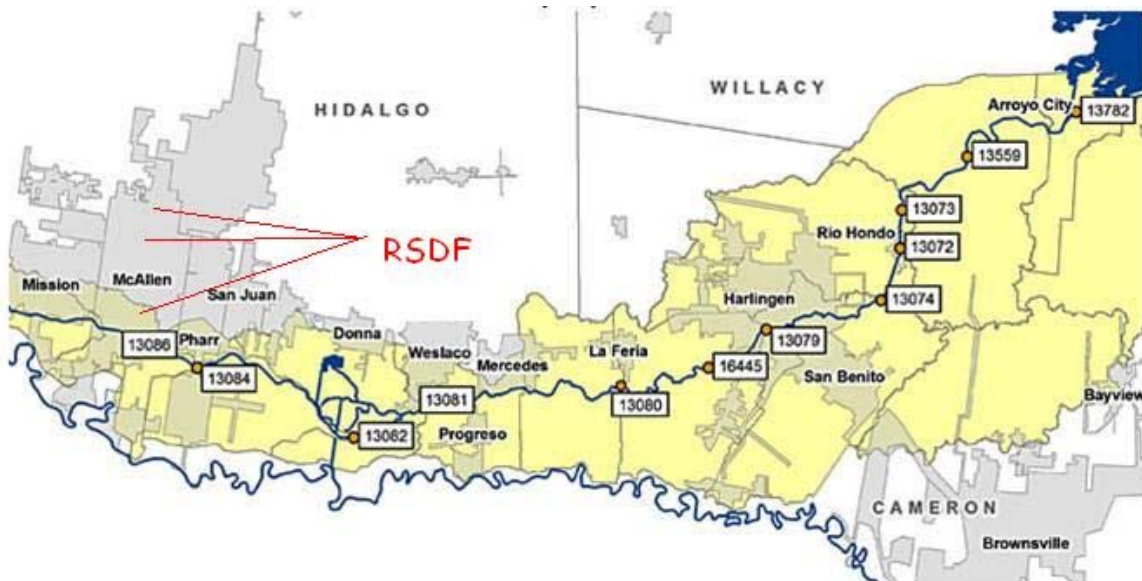 WILLACY
HIDALGO
Arroyo City
13782
13559
13073
Rio Hondo
13072
RSDF
Mission
McAllen
San Juan
Harlingen
13074
Donna
13079
13086
Pharr
Weslaco
La Feria
Mercedes
13084
16445
San Benito
13081
13080
Bayview
13082
Progreso
CAMERON
Brownsville